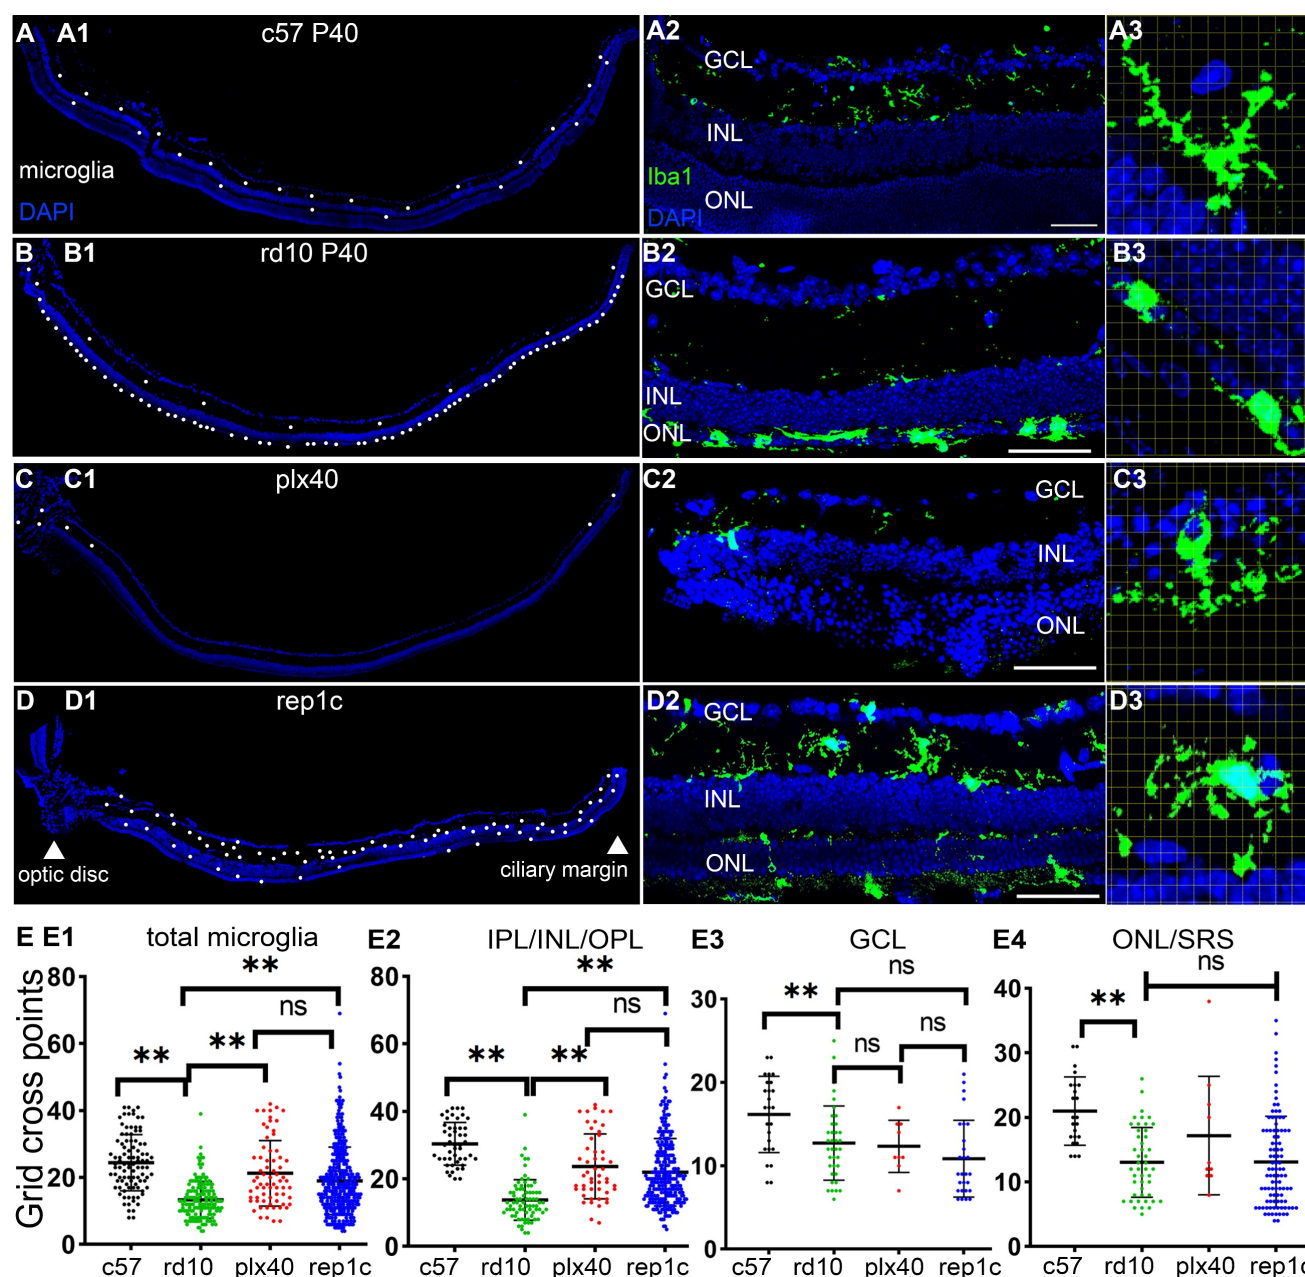 A A1 c57 P40
microglia
DAPI
A2
GCL
INL
Iba1
ONL
DAPI
A3
B B1 rd10 P40
B2
GCL
INL
ONL
B3
C C1 plx40
C2
GCL
INL
ONL
C3
D D1 rep1c
optic disc
ciliary margin
D2
GCL
INL
ONL
D3
E E1 total microglia
**
ns
**
**
Grid cross points
80
60
40
20
0
c57 rd10 plx40 rep1c
E2 IPL/INL/OPL
**
ns
**
**
80
60
40
20
0
c57 rd10 plx40 rep1c
E3 GCL
ns
**
ns
ns
30
20
10
0
c57 rd10 plx40 rep1c
E4 ONL/SRS
ns
**
40
30
20
10
0
c57 rd10 plx40 rep1c